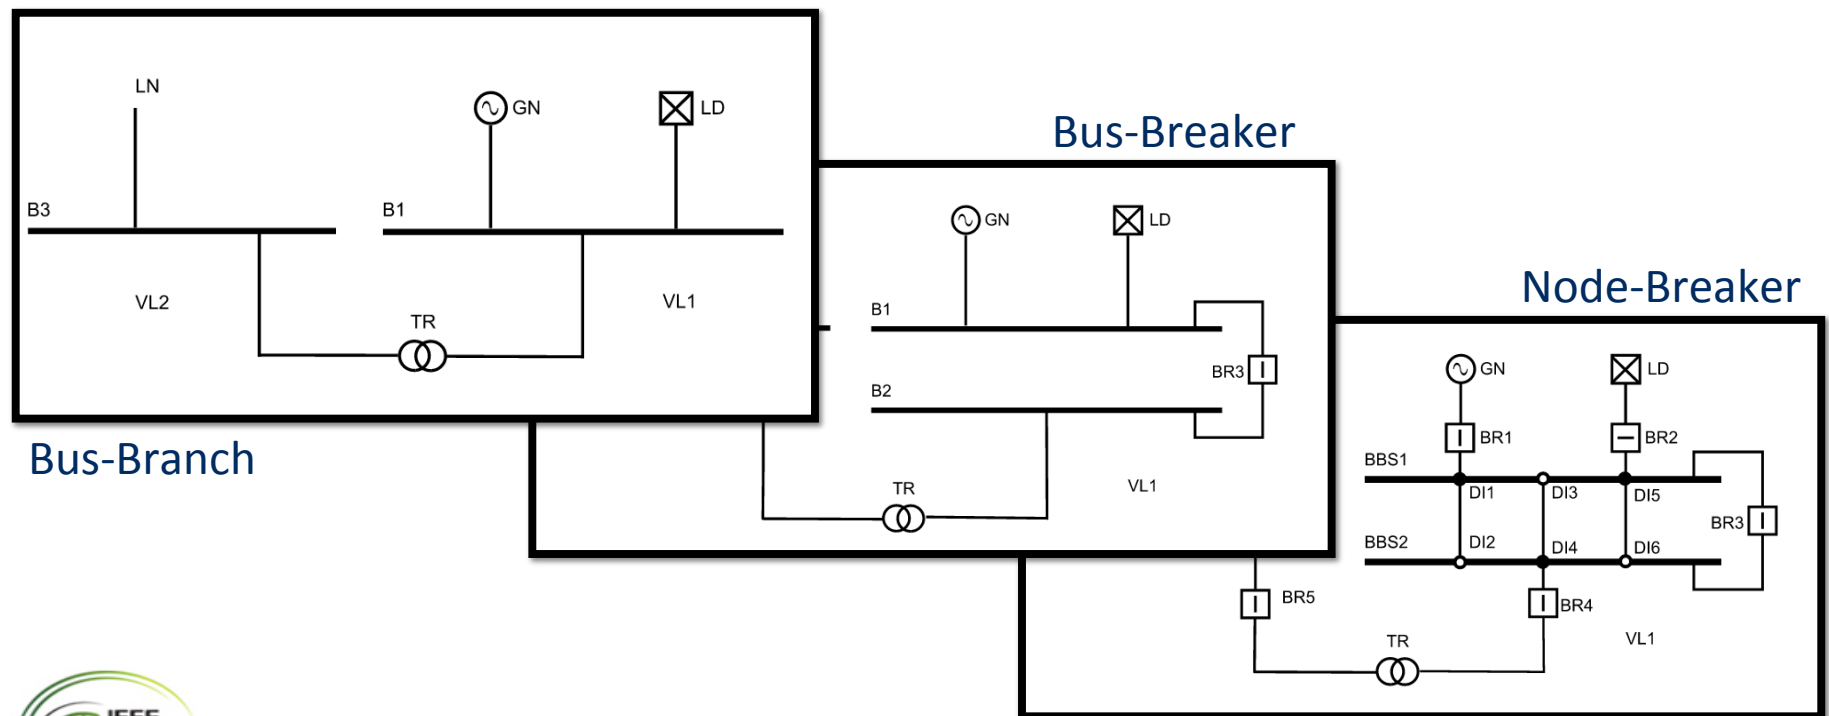 LN
GN
LD
B3
B1
VL2
VL1
TR
Bus-Branch
Bus-Breaker
GN
LD
B1
BR3
B2
VL1
TR
Node-Breaker
GN
LD
BR1
BR2
BBS1
DI1
DI3
DI5
BR3
BBS2
DI2
DI4
DI6
BR5
BR4
VL1
TR
IEEE